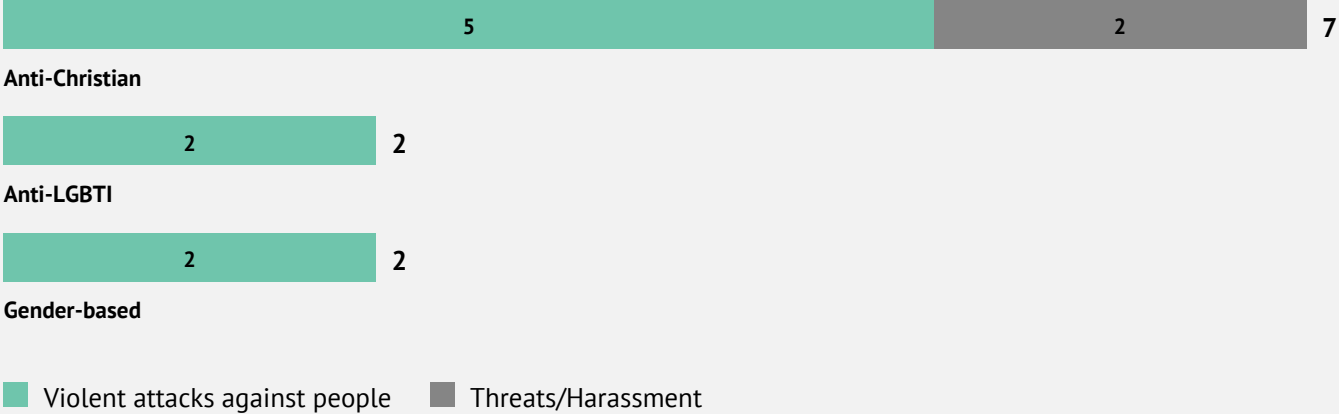 5 2 7
Anti-Christian
2 2
Anti-LGBTI
2 2
Gender-based
Violent attacks against people Threats/Harassment